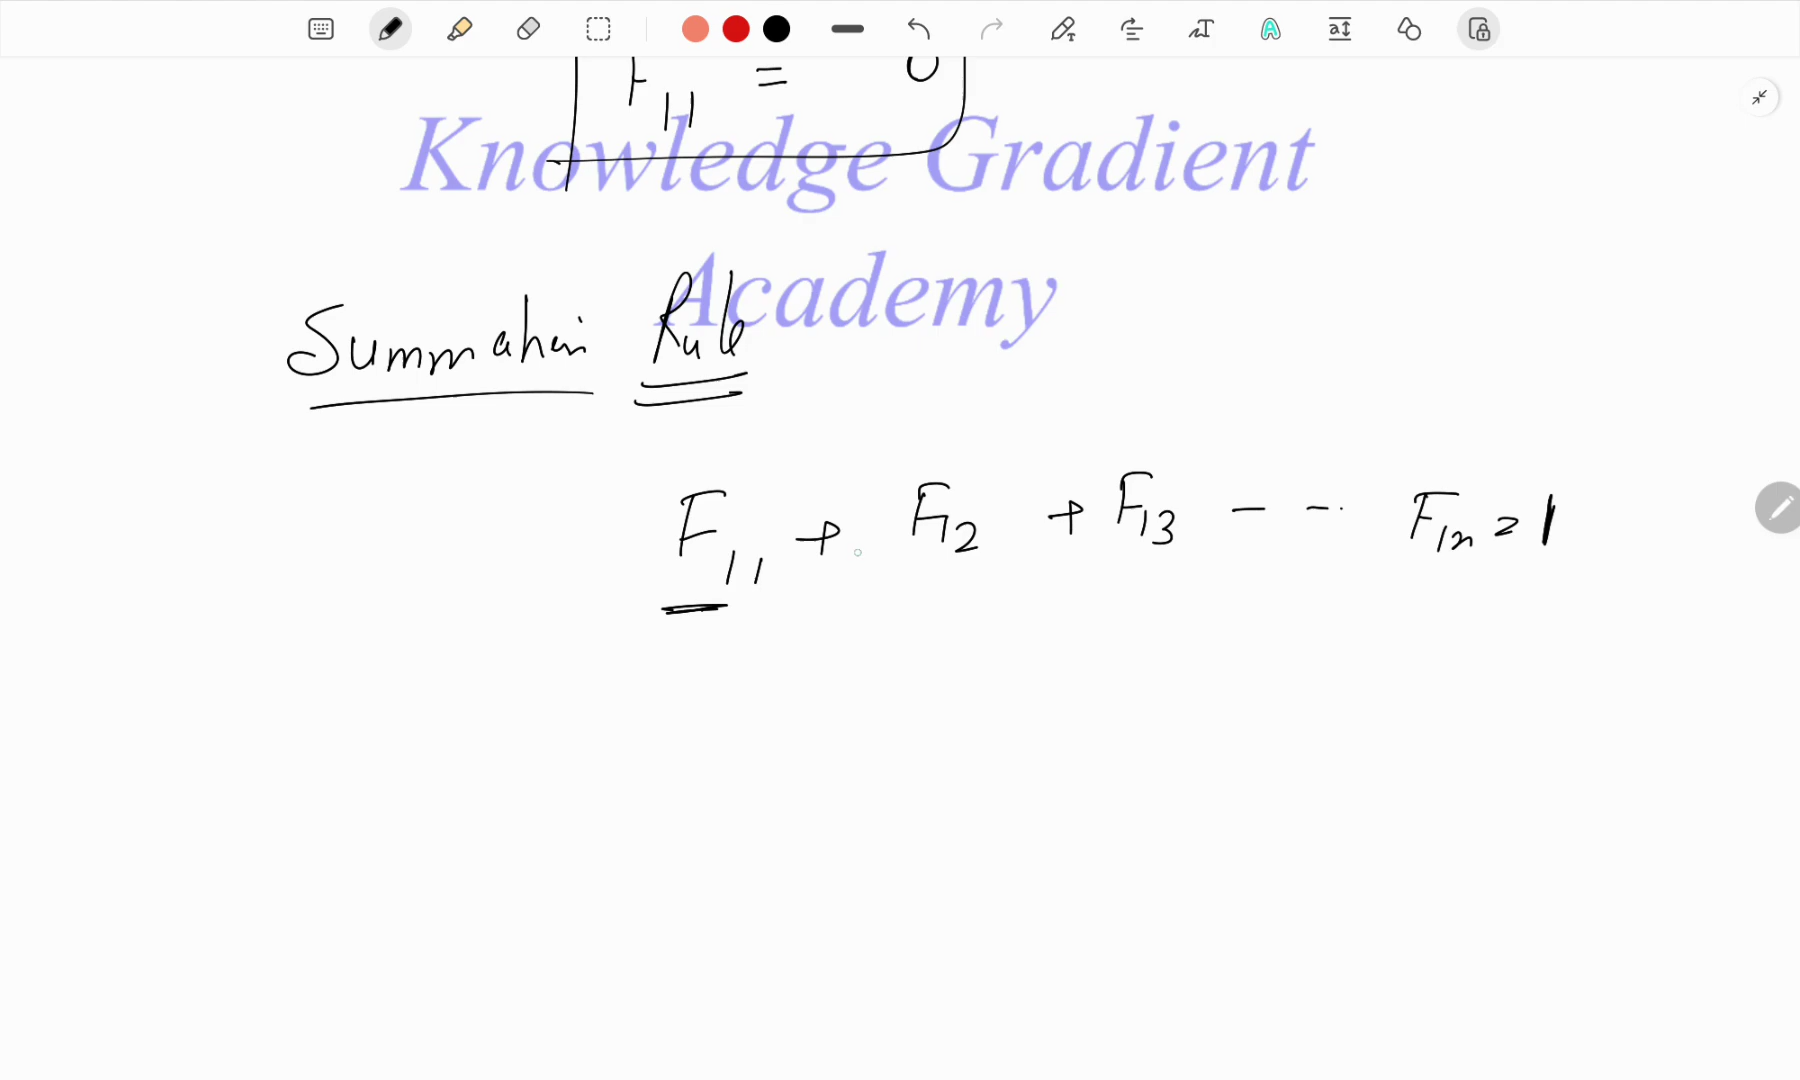 F11 = 0
Knowledge Gradient
Academy
Summation Rule
F11 + F12 + F13 - - - F1n = 1